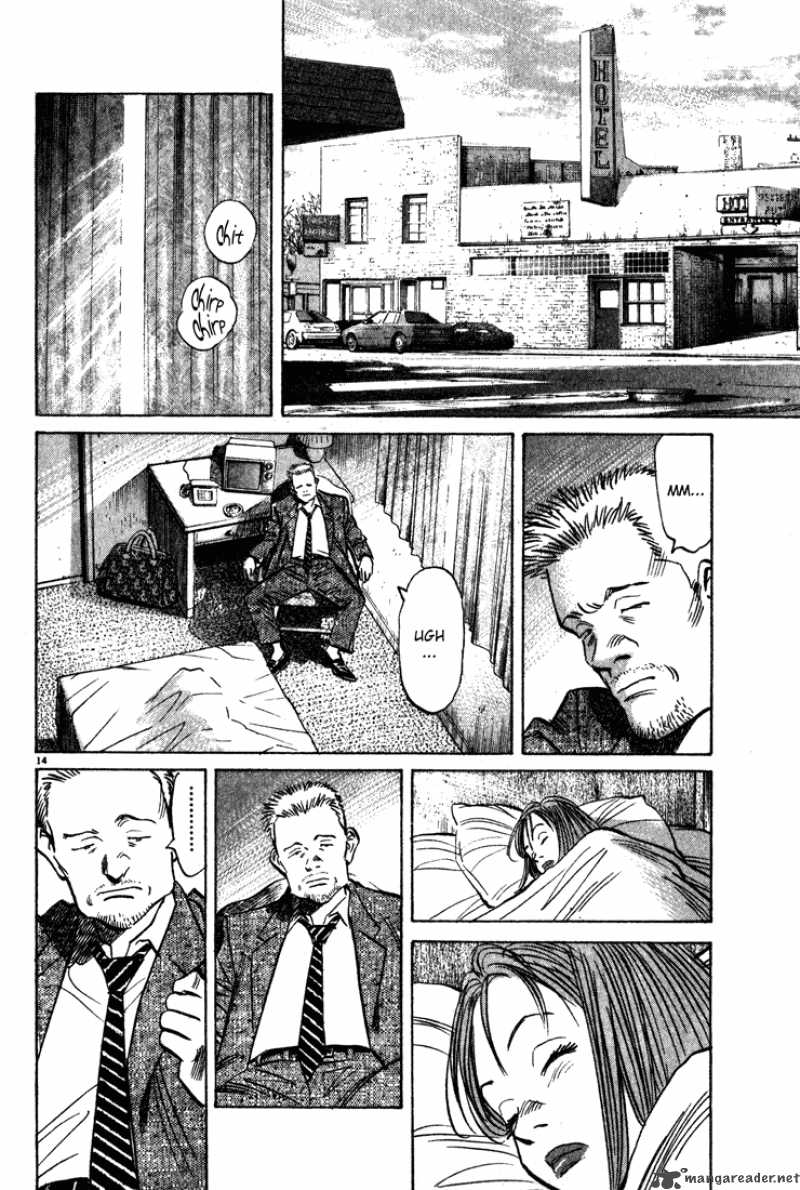 HOTEL
Chit
Chirp
Chirp
MM...
UGH
...
14
.........
mangareader.net